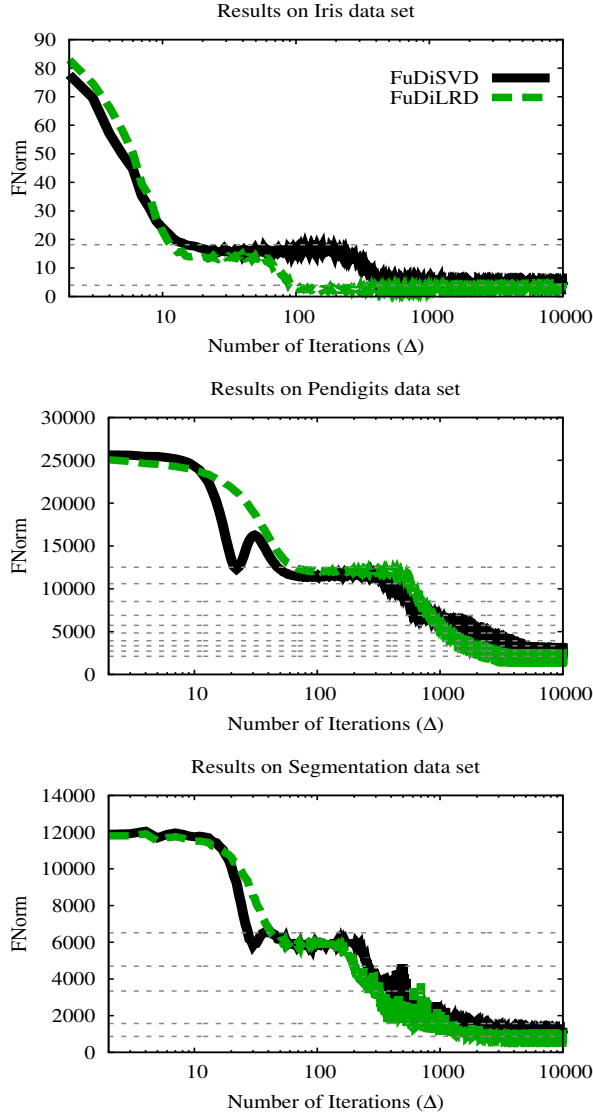 Results on Iris data set
90
80
70
60
50
40
30
20
10
0
FNorm
FuDiSVD
FuDiLRD
10 100 1000 10000
Number of Iterations (Δ)
Results on Pendigits data set
30000
25000
20000
15000
10000
5000
0
FNorm
10 100 1000 10000
Number of Iterations (Δ)
Results on Segmentation data set
14000
12000
10000
8000
6000
4000
2000
0
FNorm
10 100 1000 10000
Number of Iterations (Δ)